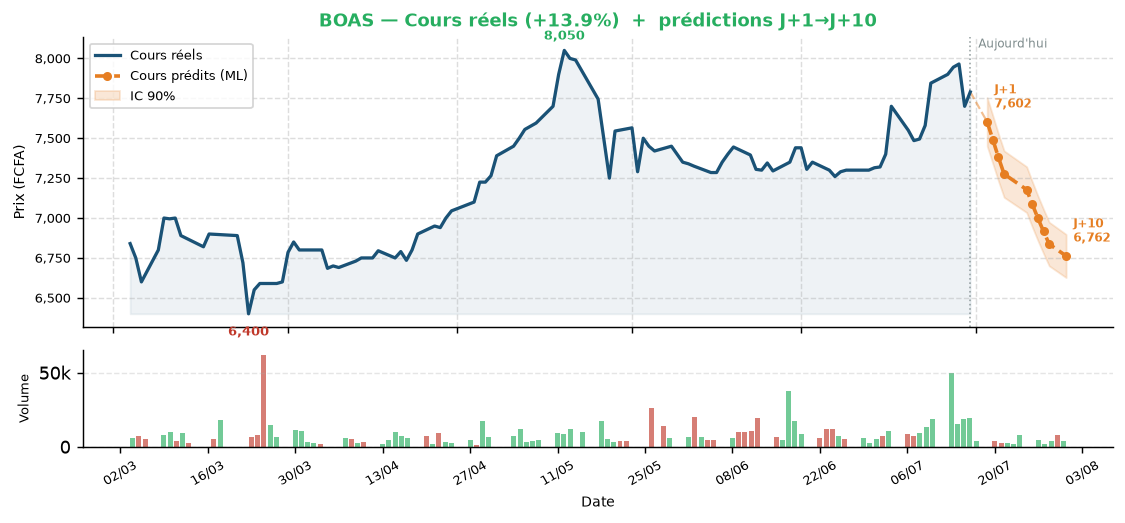 BOAS — Cours réels (+13.9%)  +  prédictions J+1→J+10
8,050
Aujourd'hui
Cours réels
Cours prédits (ML)
IC 90%
J+1
7,602
J+10
6,762
6,400
Prix (FCFA)
8,000
7,750
7,500
7,250
7,000
6,750
6,500
Volume
50k
0
02/03
16/03
30/03
13/04
27/04
11/05
25/05
08/06
22/06
06/07
20/07
03/08
Date